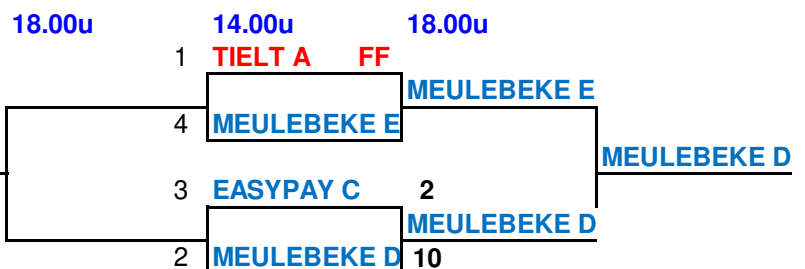 18.00u 14.00u 18.00u
1 TIELT A FF
MEULEBEKE E
4 MEULEBEKE E
MEULEBEKE D
3 EASYPAY C 2
MEULEBEKE D
2 MEULEBEKE D 10